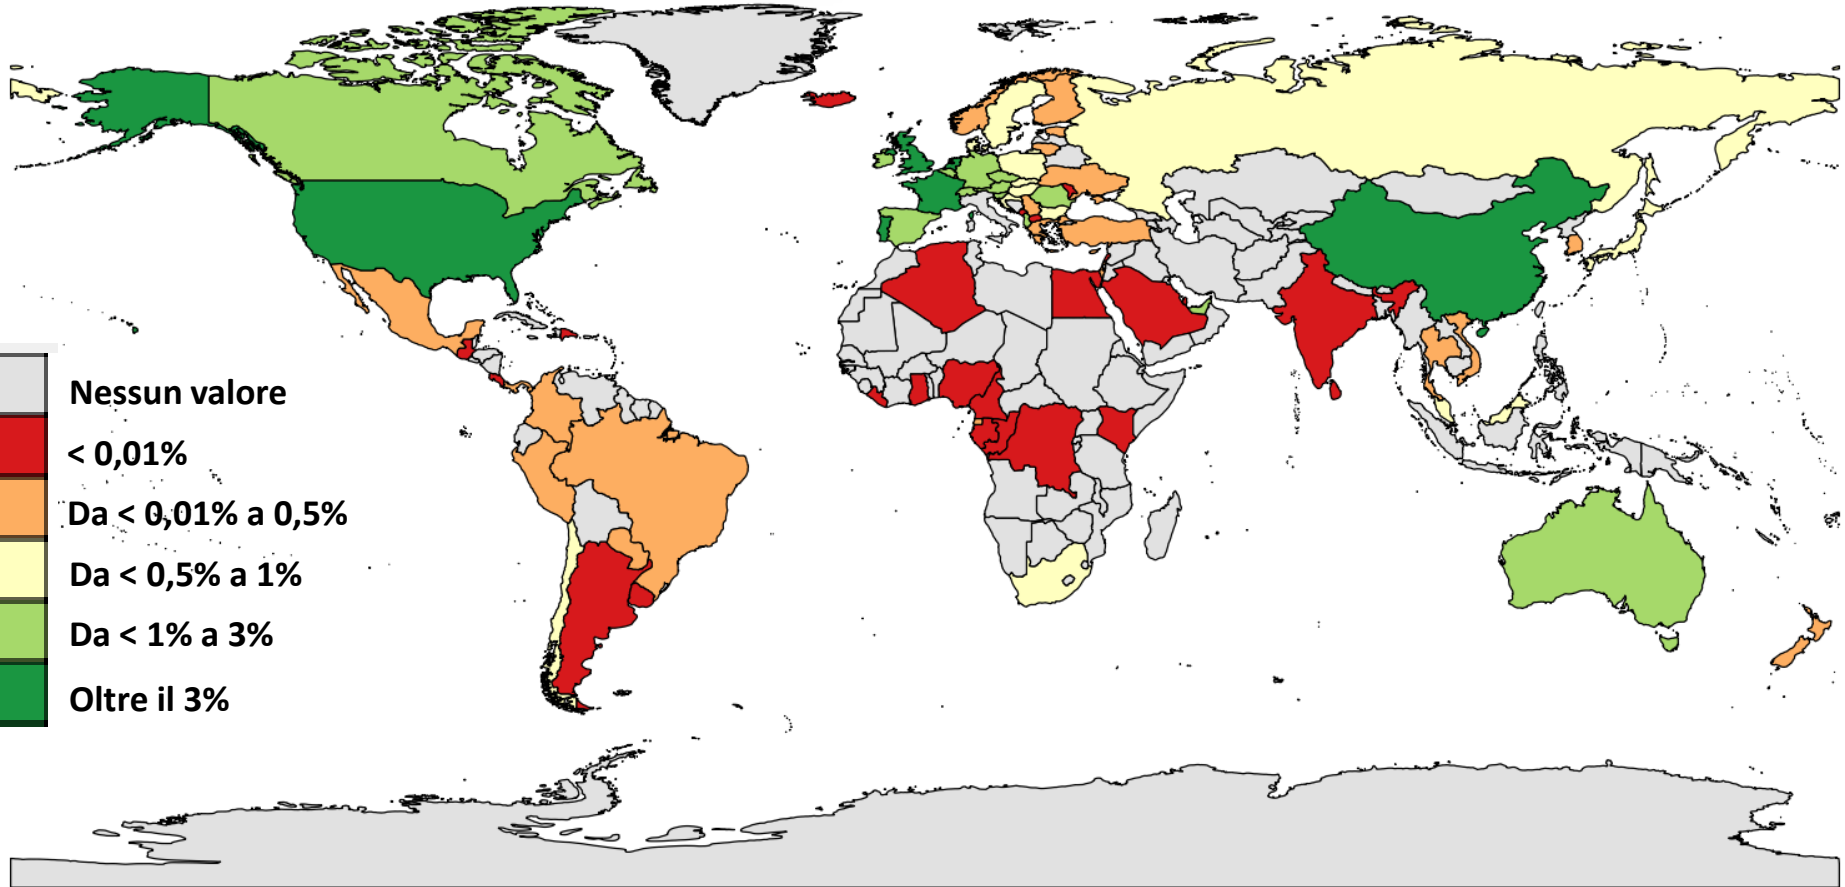 Nessun valore
< 0,01%
Da < 0,01% a 0,5%
Da < 0,5% a 1%
Da < 1% a 3%
Oltre il 3%